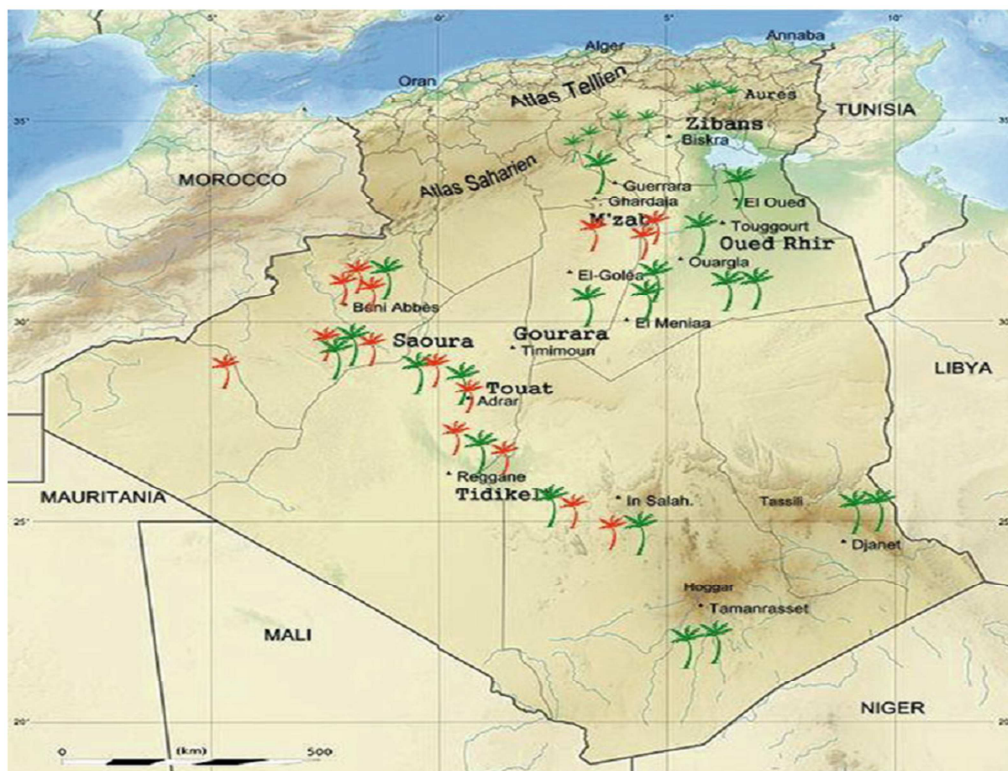 Alger
Annaba
Oran
Atlas Tellien
Aurès
TUNISIA
35°
Zibans
Biskra
MOROCCO
Atlas Saharien
Guerrara
Ghardaia
El Oued
M'zab
Touggourt
Oued Rhir
Ouargla
El-Goléa
Béni Abbès
30°
El Meniaa
Saoura
Gourara
Timimoun
LIBYA
Touat
Adrar
Reggane
Tidikel
MAURITANIA
In Salah.
Tassili
25°
Djanet
Hoggar
Tamanrasset
MALI
NIGER
20°
0 (km) 500
5°
0°
5°
10°